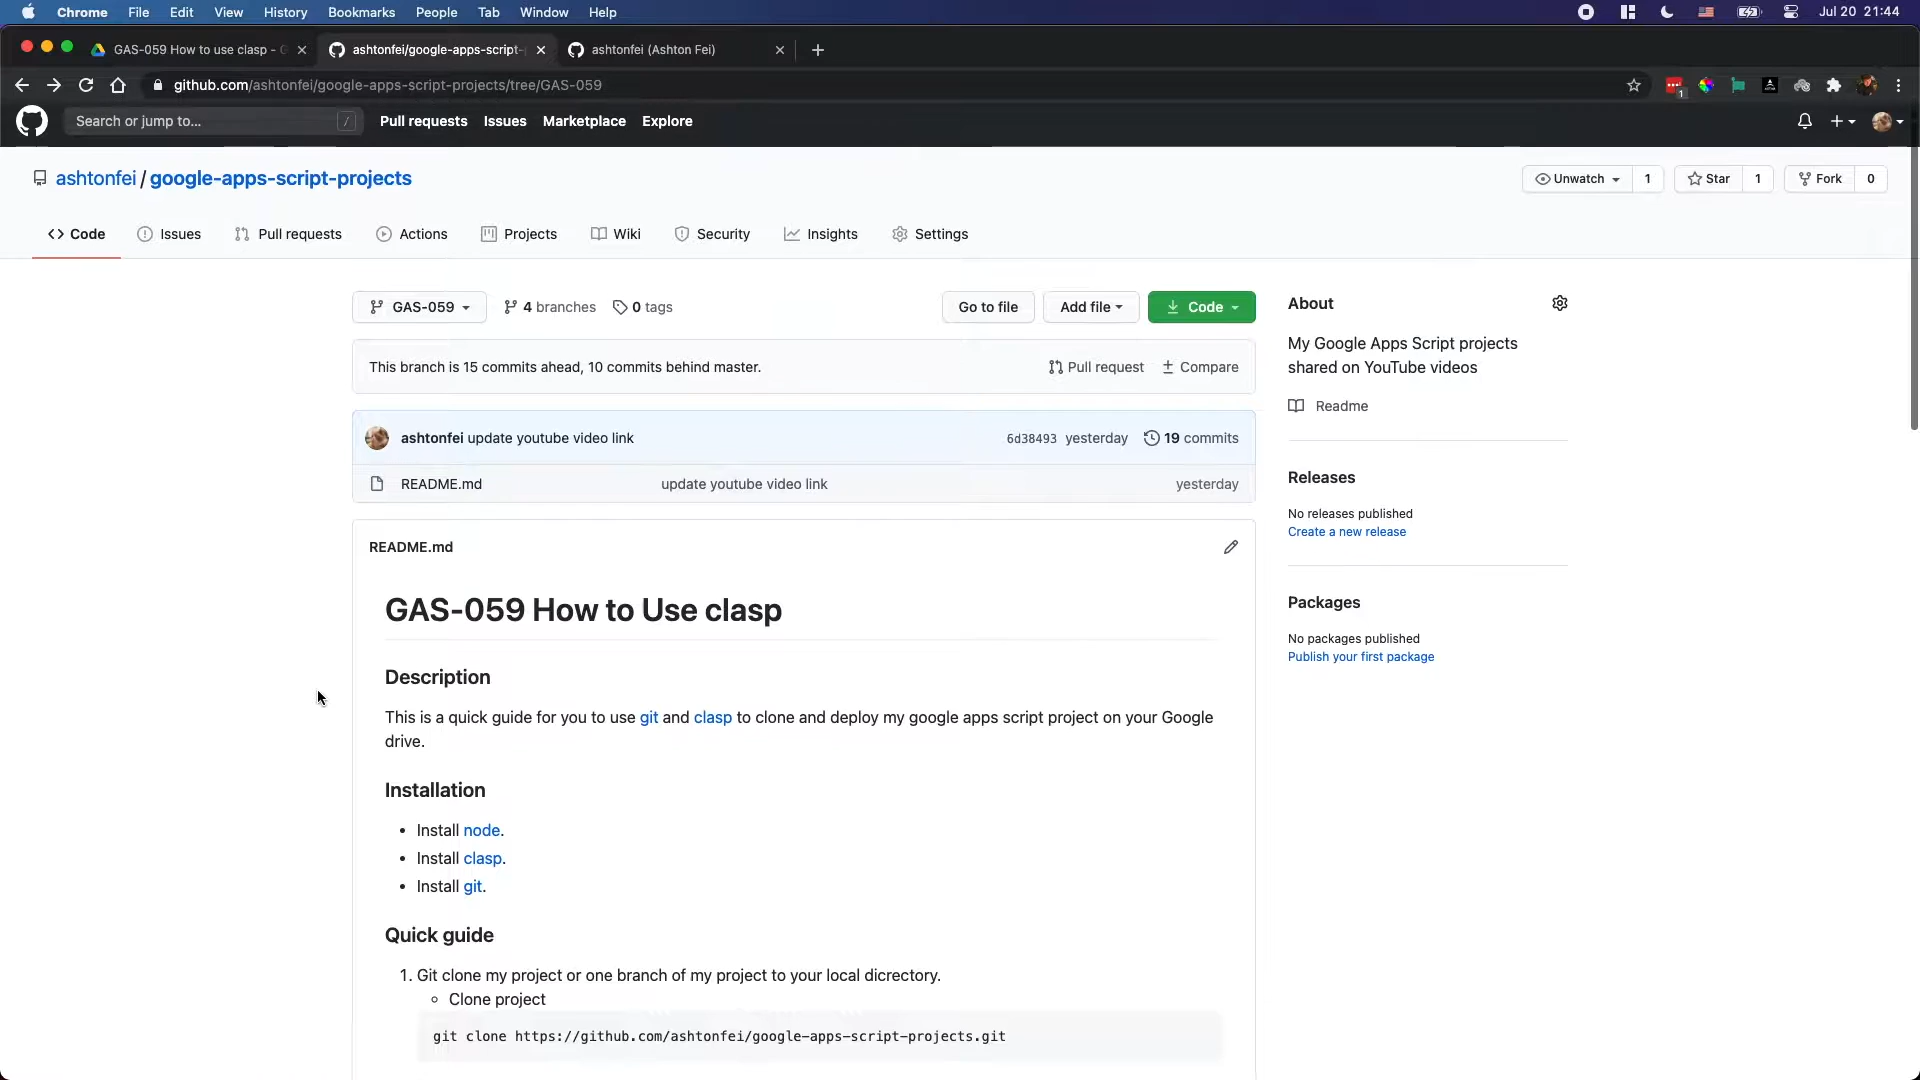 Chrome File Edit View History Bookmarks People Tab Window Help Jul 20 21:44
GAS-059 How to use clasp - G ashtonfei/google-apps-script- ashtonfei (Ashton Fei)
github.com/ashtonfei/google-apps-script-projects/tree/GAS-059 1
Search or jump to... / Pull requests Issues Marketplace Explore
ashtonfei / google-apps-script-projects Unwatch 1 Star 1 Fork 0
Code Issues Pull requests Actions Projects Wiki Security Insights Settings
GAS-059 4 branches 0 tags Go to file Add file Code
This branch is 15 commits ahead, 10 commits behind master. Pull request Compare
ashtonfei update youtube video link 6d38493 yesterday 19 commits
README.md update youtube video link yesterday
README.md
GAS-059 How to Use clasp
Description
This is a quick guide for you to use git and clasp to clone and deploy my google apps script project on your Google
drive.
Installation
• Install node.
• Install clasp.
• Install git.
Quick guide
1. Git clone my project or one branch of my project to your local dicrectory.
Clone project
git clone https://github.com/ashtonfei/google-apps-script-projects.git
About
My Google Apps Script projects
shared on YouTube videos
Readme
Releases
No releases published
Create a new release
Packages
No packages published
Publish your first package